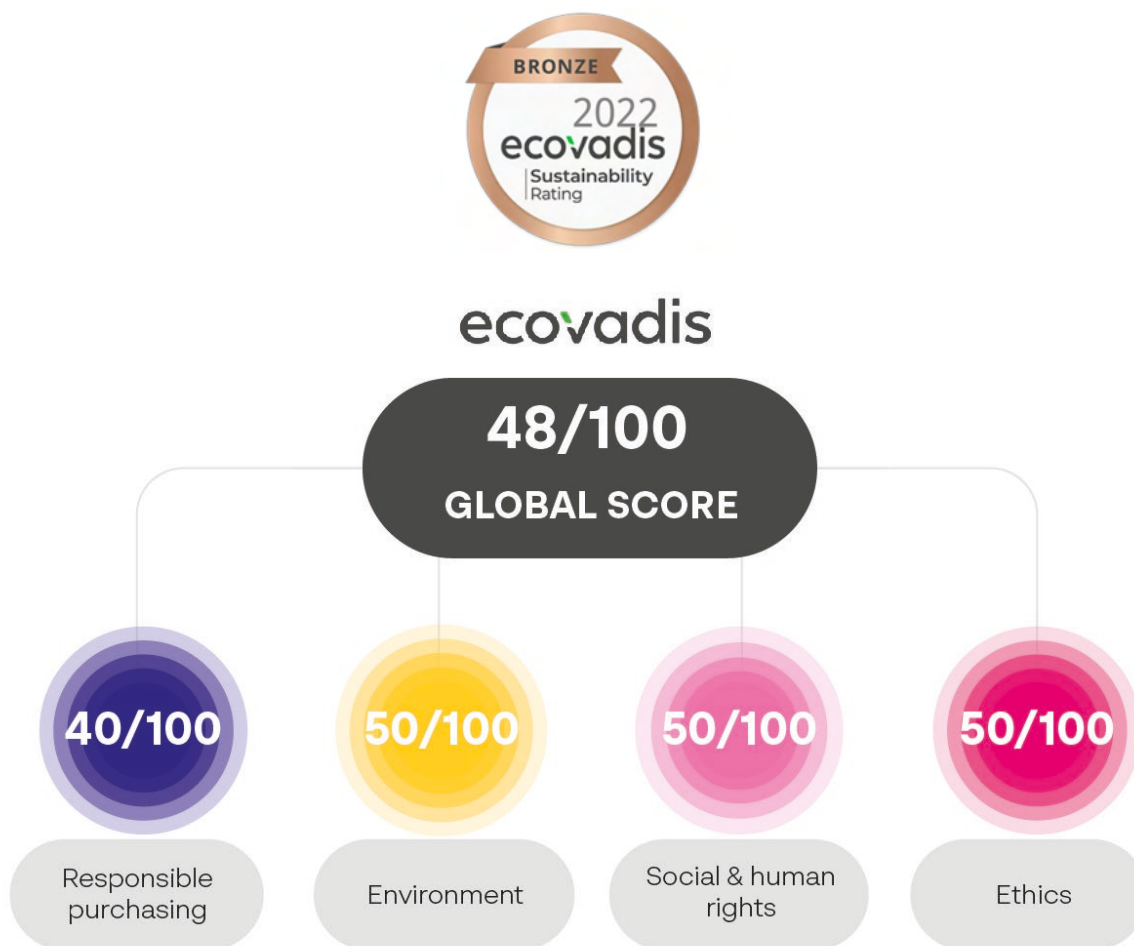 BRONZE
2022
ecovadis
Sustainability
Rating
ecovadis
48/100
GLOBAL SCORE
40/100
50/100
50/100
50/100
Responsible
purchasing
Environment
Social & human
rights
Ethics